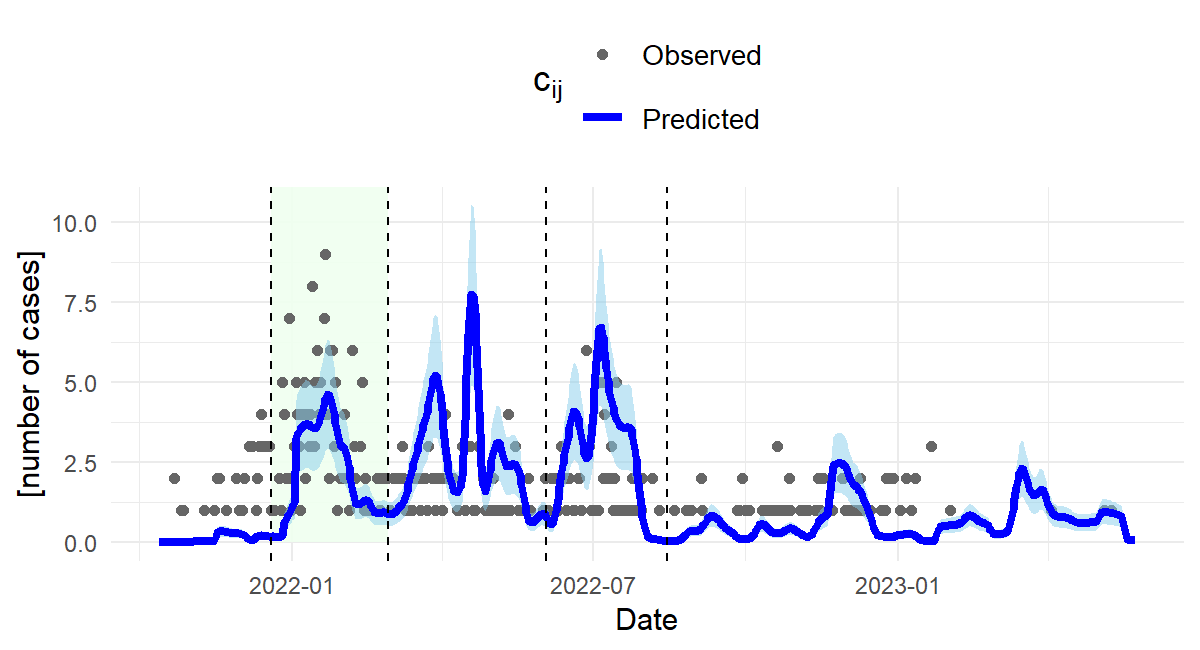 c_ij
Observed
Predicted
[number of cases]
10.0
7.5
5.0
2.5
0.0
2022-01
2022-07
2023-01
Date